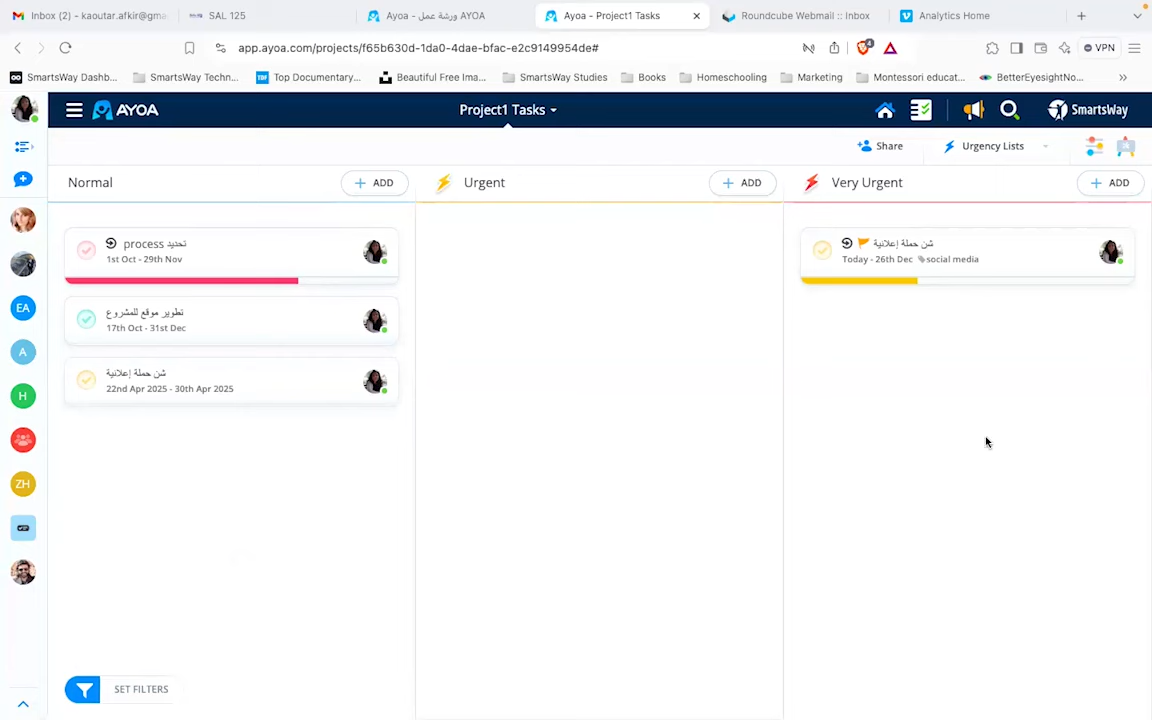 Inbox (2) - kaoutar.afkir@gma
SAL 125
Ayoa - ورشة عمل AYOA
Ayoa - Project1 Tasks
Roundcube Webmail :: Inbox
Analytics Home
app.ayoa.com/projects/f65b630d-1da0-4dae-bfac-e2c9149954de#
4
VPN
SmartsWay Dashb...
SmartsWay Techn...
TDF
Top Documentary...
Beautiful Free Ima...
SmartsWay Studies
Books
Homeschooling
Marketing
Montessori educat...
BetterEyesightNo...
AYOA
Project1 Tasks
SmartsWay
Share
Urgency Lists
Normal
ADD
Urgent
ADD
Very Urgent
ADD
تحديد process
1st Oct - 29th Nov
تطوير موقع للمشروع
17th Oct - 31st Dec
شن حملة إعلانية
22nd Apr 2025 - 30th Apr 2025
شن حملة إعلانية
Today - 26th Dec social media
EA
A
H
ZH
SET FILTERS